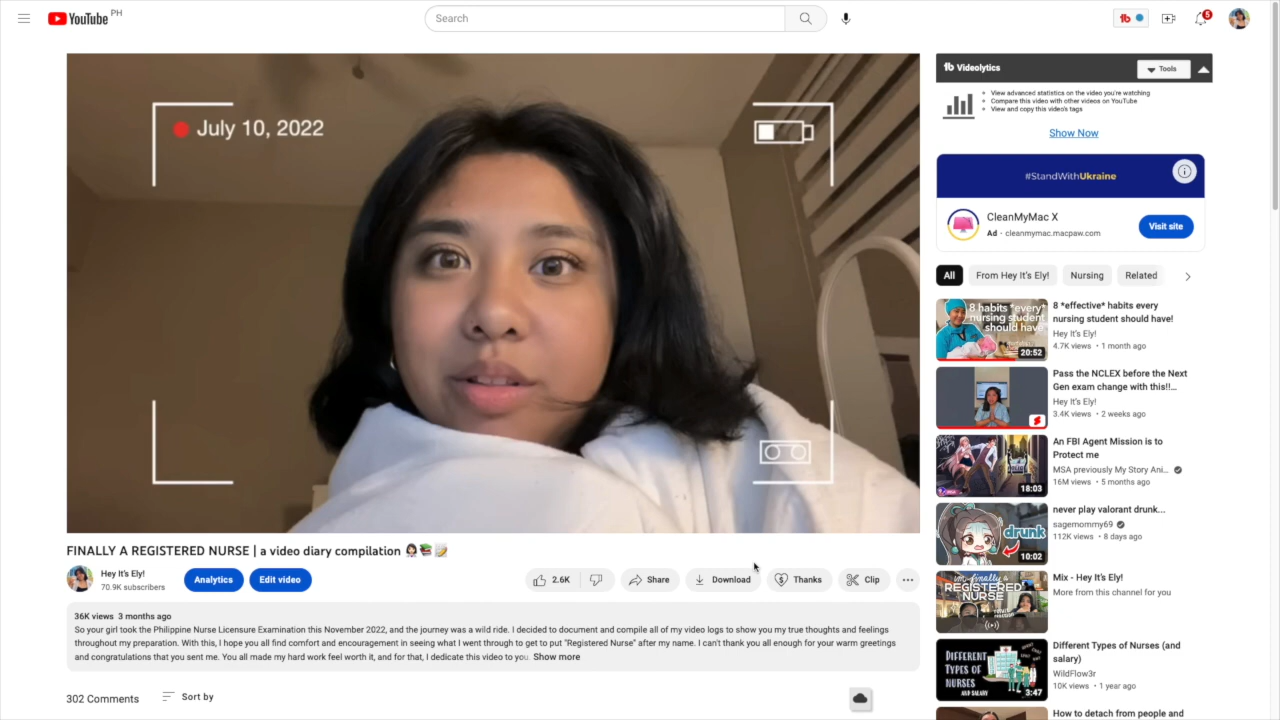 YouTube PH
Search
tb
5
July 10, 2022
FINALLY A REGISTERED NURSE | a video diary compilation
Hey It's Ely!
70.9K subscribers
Analytics
Edit video
2.6K
Share
Download
Thanks
Clip
36K views 3 months ago
So your girl took the Philippine Nurse Licensure Examination this November 2022, and the journey was a wild ride. I decided to document and compile all of my video logs to show you my true thoughts and feelings
throughout my preparation. With this, I hope you all find comfort and encouragement in seeing what I went through to get to put "Registered Nurse" after my name. I can't thank you all enough for your warm greetings
and congratulations that you sent me. You all made my hard work feel worth it, and for that, I dedicate this video to you. Show more
302 Comments
Sort by
tb Videolytics
Tools
View advanced statistics on the video you're watching
Compare this video with other videos on YouTube
View and copy this video's tags
Show Now
#StandWithUkraine
CleanMyMac X
Ad · cleanmymac.macpaw.com
Visit site
All
From Hey It's Ely!
Nursing
Related
8 habits *every*
nursing student
should have
20:52
8 *effective* habits every
nursing student should have!
Hey It's Ely!
4.7K views • 1 month ago
Pass the NCLEX before the Next
Gen exam change with this!!...
Hey It's Ely!
3.4K views • 2 weeks ago
18:03
An FBI Agent Mission is to
Protect me
MSA previously My Story Ani...
16M views • 5 months ago
drunk
10:02
never play valorant drunk...
sagemommy69
112K views • 8 days ago
im finally a
REGISTERED
NURSE
Mix - Hey It's Ely!
More from this channel for you
DIFFERENT
TYPES OF
NURSES
AND SALARY
3:47
Different Types of Nurses (and
salary)
WildFlow3r
10K views • 1 year ago
How to detach from people and